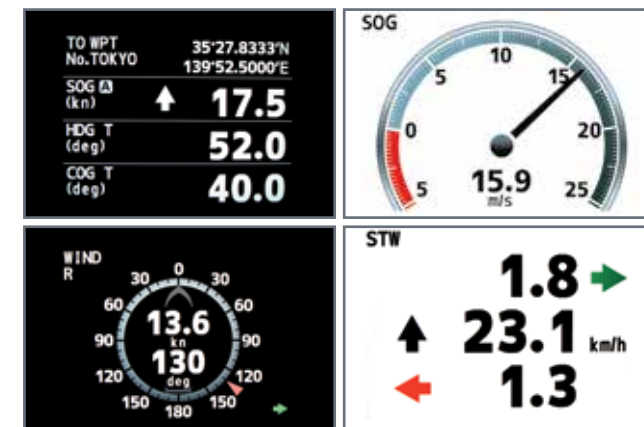 TO WPT
No.TOKYO
35°27.8333'N
139°52.5000'E
SOG A
(kn)
17.5
HDG T
(deg)
52.0
COG T
(deg)
40.0
SOG
0
5
10
15
20
25
5
15.9
m/s
WIND
R
0
30
30
60
60
90
90
120
120
150
150
180
13.6
kn
130
deg
STW
1.8
23.1 km/h
1.3